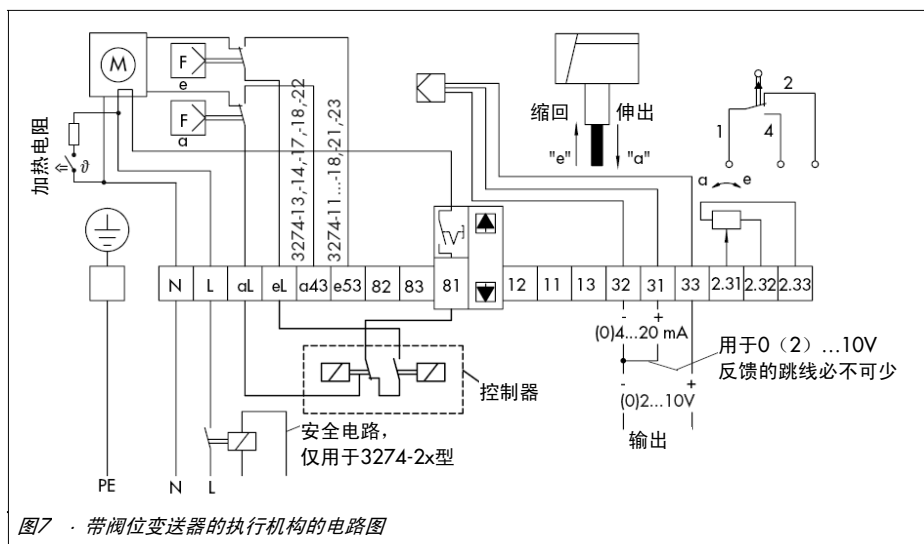 M
F
e
F
a
加热电阻
ϑ
3274-13,-14,-17,-18,-22
3274-11...-18,-21,-23
缩回
伸出
"e"
"a"
2
1
4
a
e
N
L
aL
eL
a43
e53
82
83
81
12
11
13
32
31
33
2.31
2.32
2.33
- +
(0)4...20 mA
用于0（2）...10V
反馈的跳线必不可少
- +
(0)2...10V
输出
控制器
安全电路，
仅用于3274-2x型
PE
N
L
图7 · 带阀位变送器的执行机构的电路图